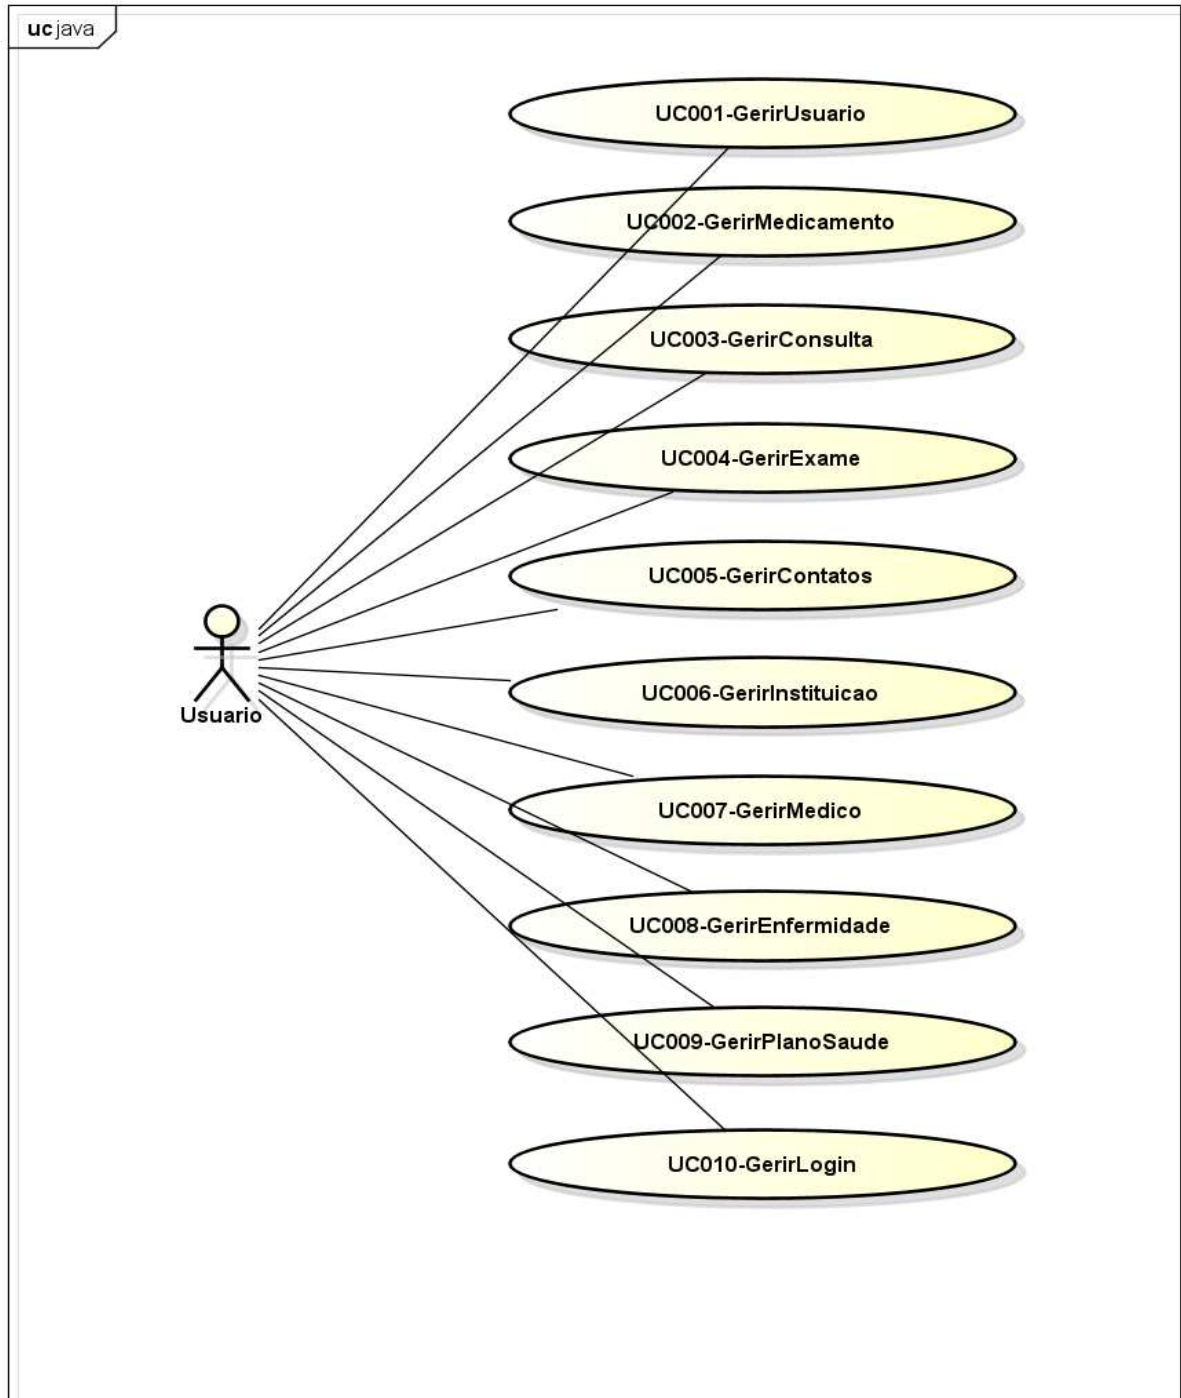 uc java
UC001-GerirUsuario
UC002-GerirMedicamento
UC003-GerirConsulta
UC004-GerirExame
UC005-GerirContatos
UC006-GerirInstituicao
Usuario
UC007-GerirMedico
UC008-GerirEnfermidade
UC009-GerirPlanoSaude
UC010-GerirLogin